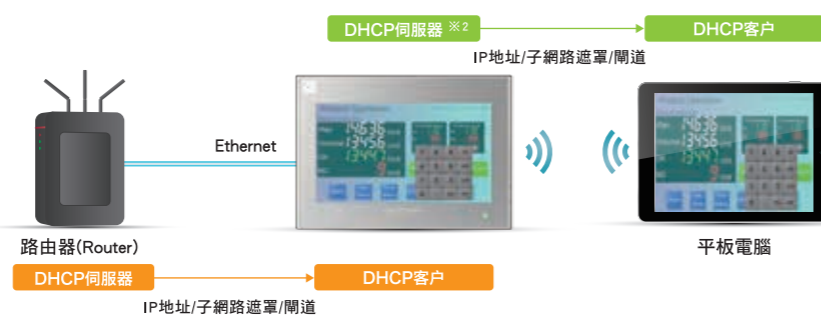 DHCP伺服器 ※2
DHCP客户
IP地址/子網路遮罩/閘道
Ethernet
路由器(Router)
平板電腦
DHCP伺服器
DHCP客户
IP地址/子網路遮罩/閘道